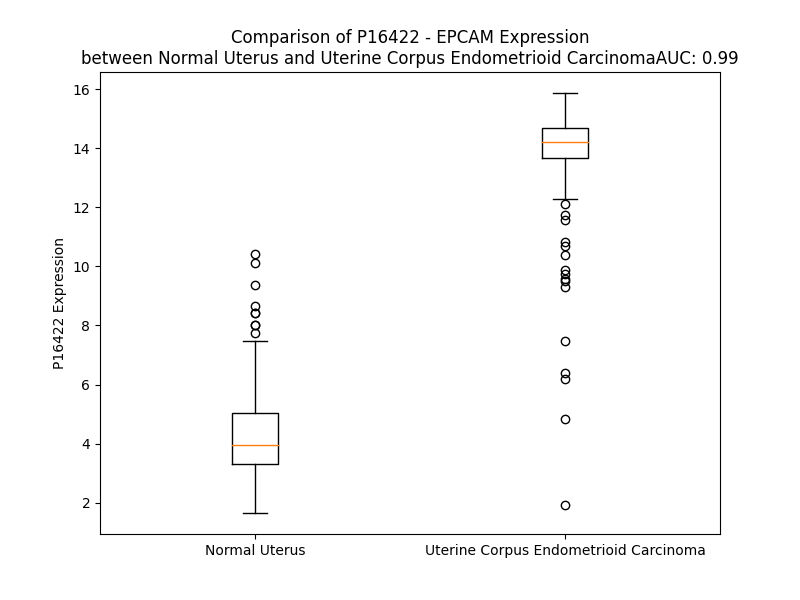 Comparison of P16422 - EPCAM Expression
between Normal Uterus and Uterine Corpus Endometrioid CarcinomaAUC: 0.99
16
14
12
10
8
6
4
2
P16422 Expression
Normal Uterus
Uterine Corpus Endometrioid Carcinoma